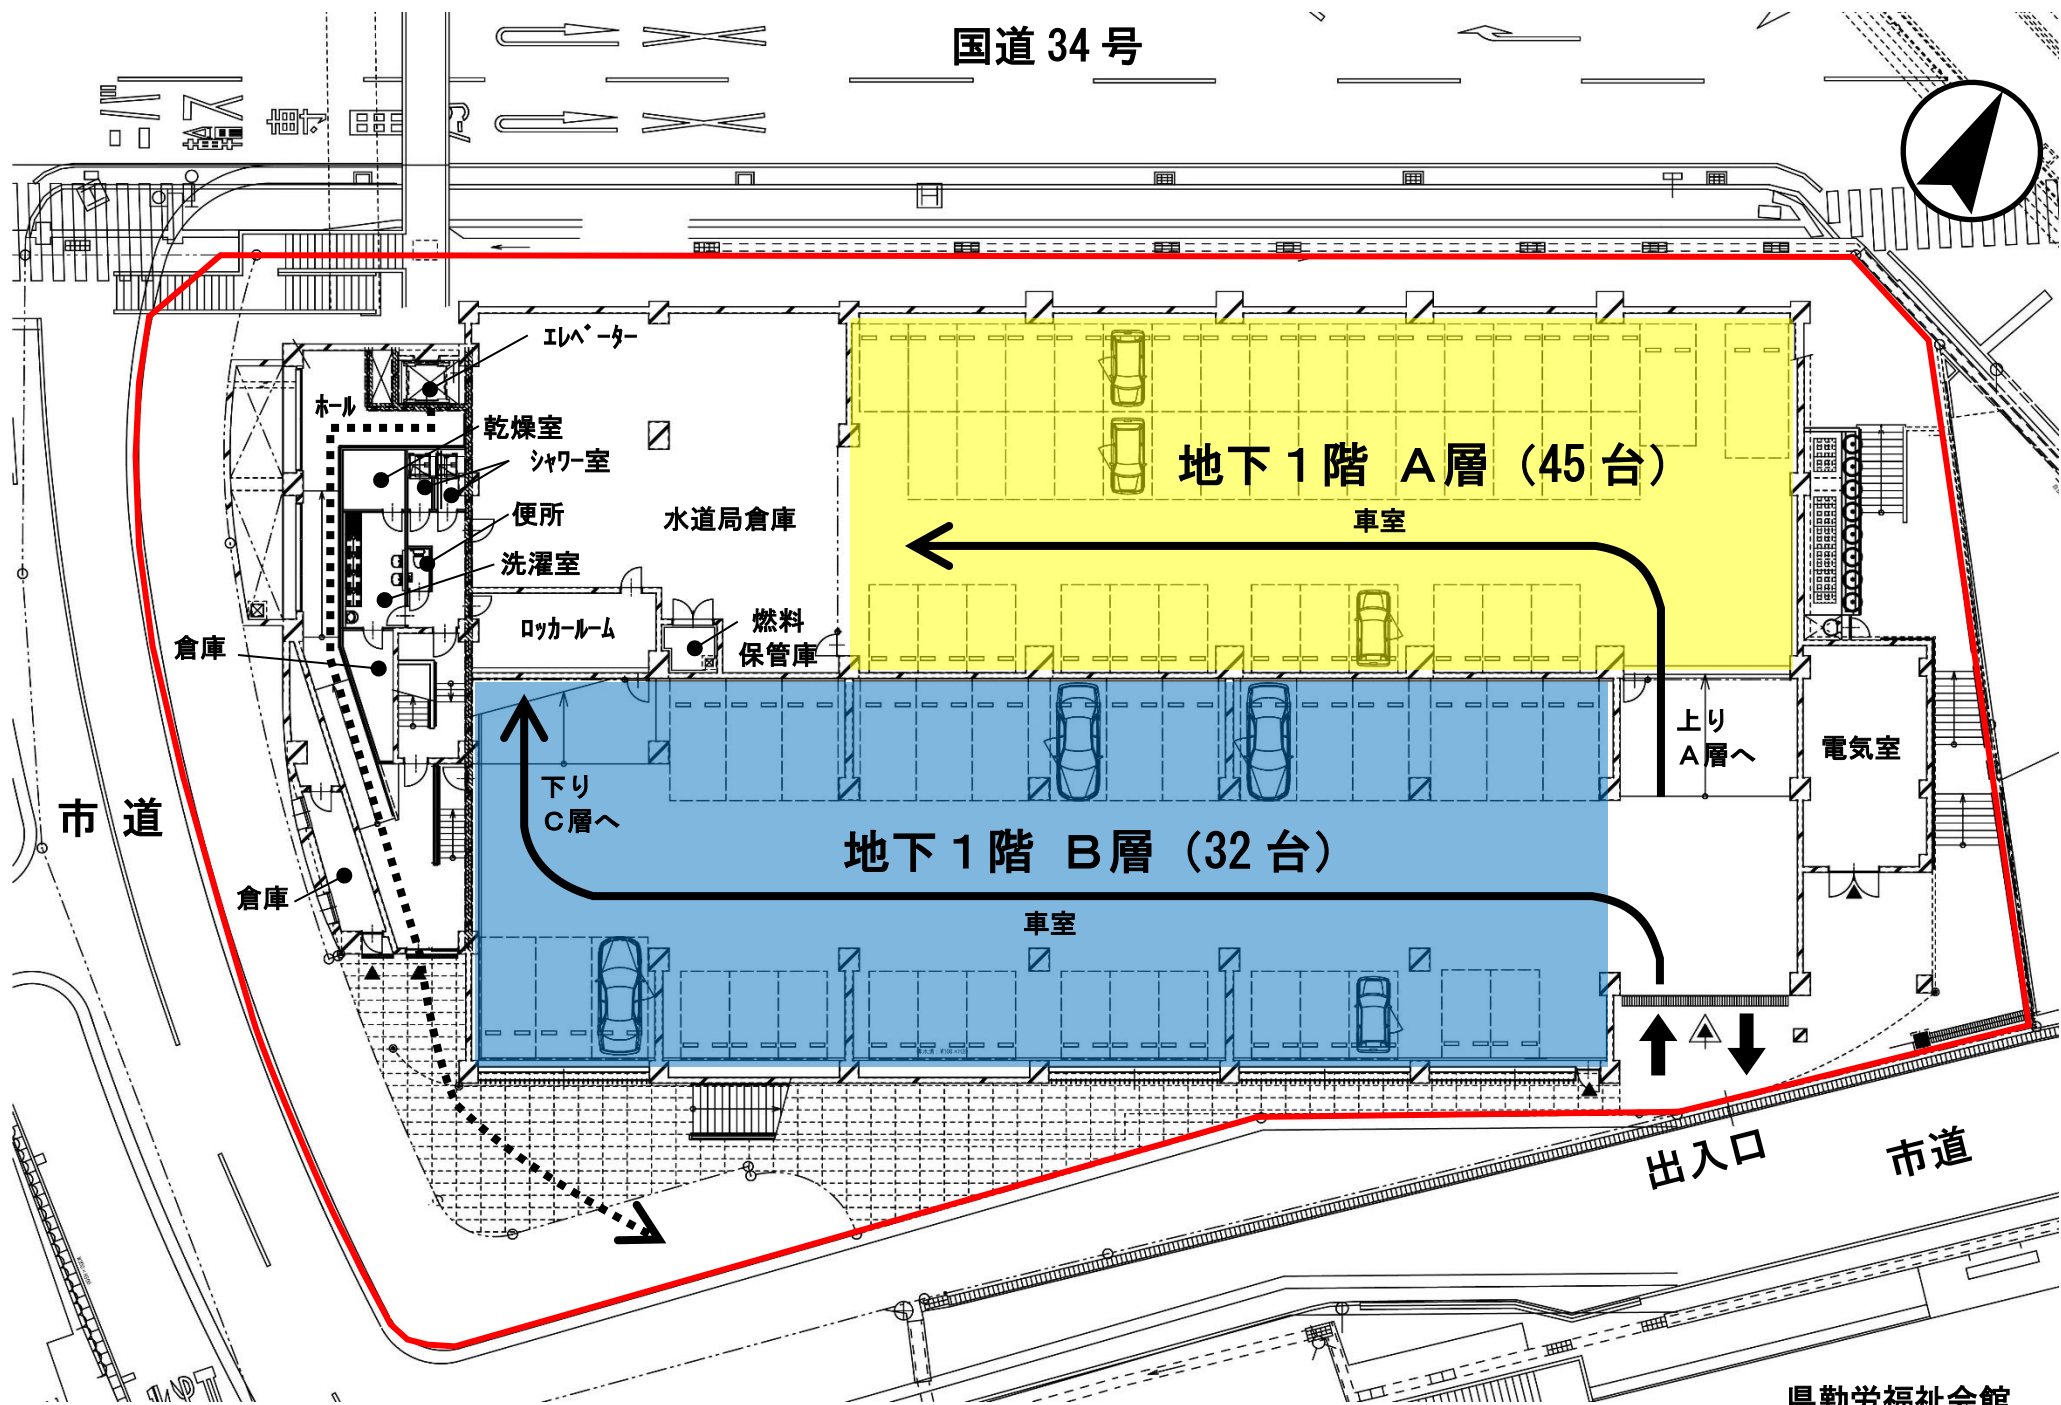 国道 34 号
エレベーター
ホール
乾燥室
シャワー室
便所
洗濯室
水道局倉庫
地下１階 Ａ層（45 台）
車室
ロッカールーム
燃料
保管庫
倉庫
上り
Ａ層へ
電気室
下り
Ｃ層へ
市 道
地下１階 Ｂ層（32 台）
車室
倉庫
出入口
市道
県勤労福祉会館